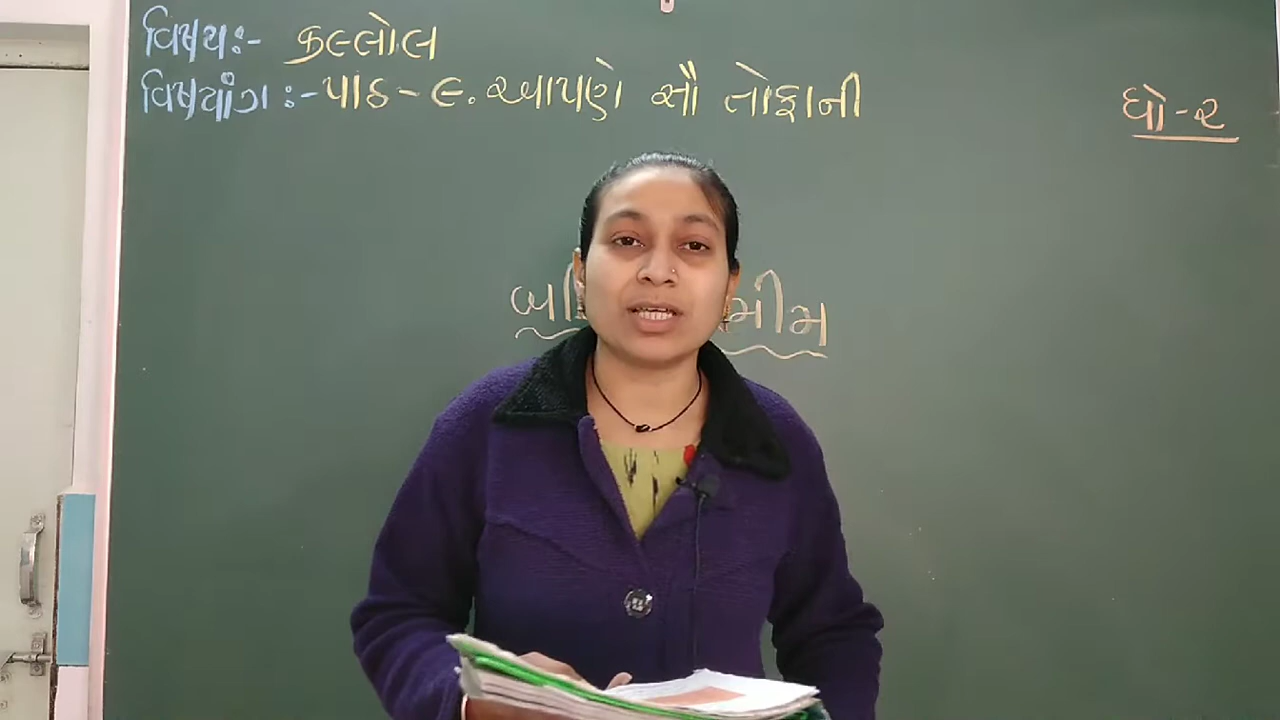 વિષય:- કલ્લોલ
વિષયાંગ :- પાઠ - ૯. આપણે સૌ તોફાની
ધો-૨